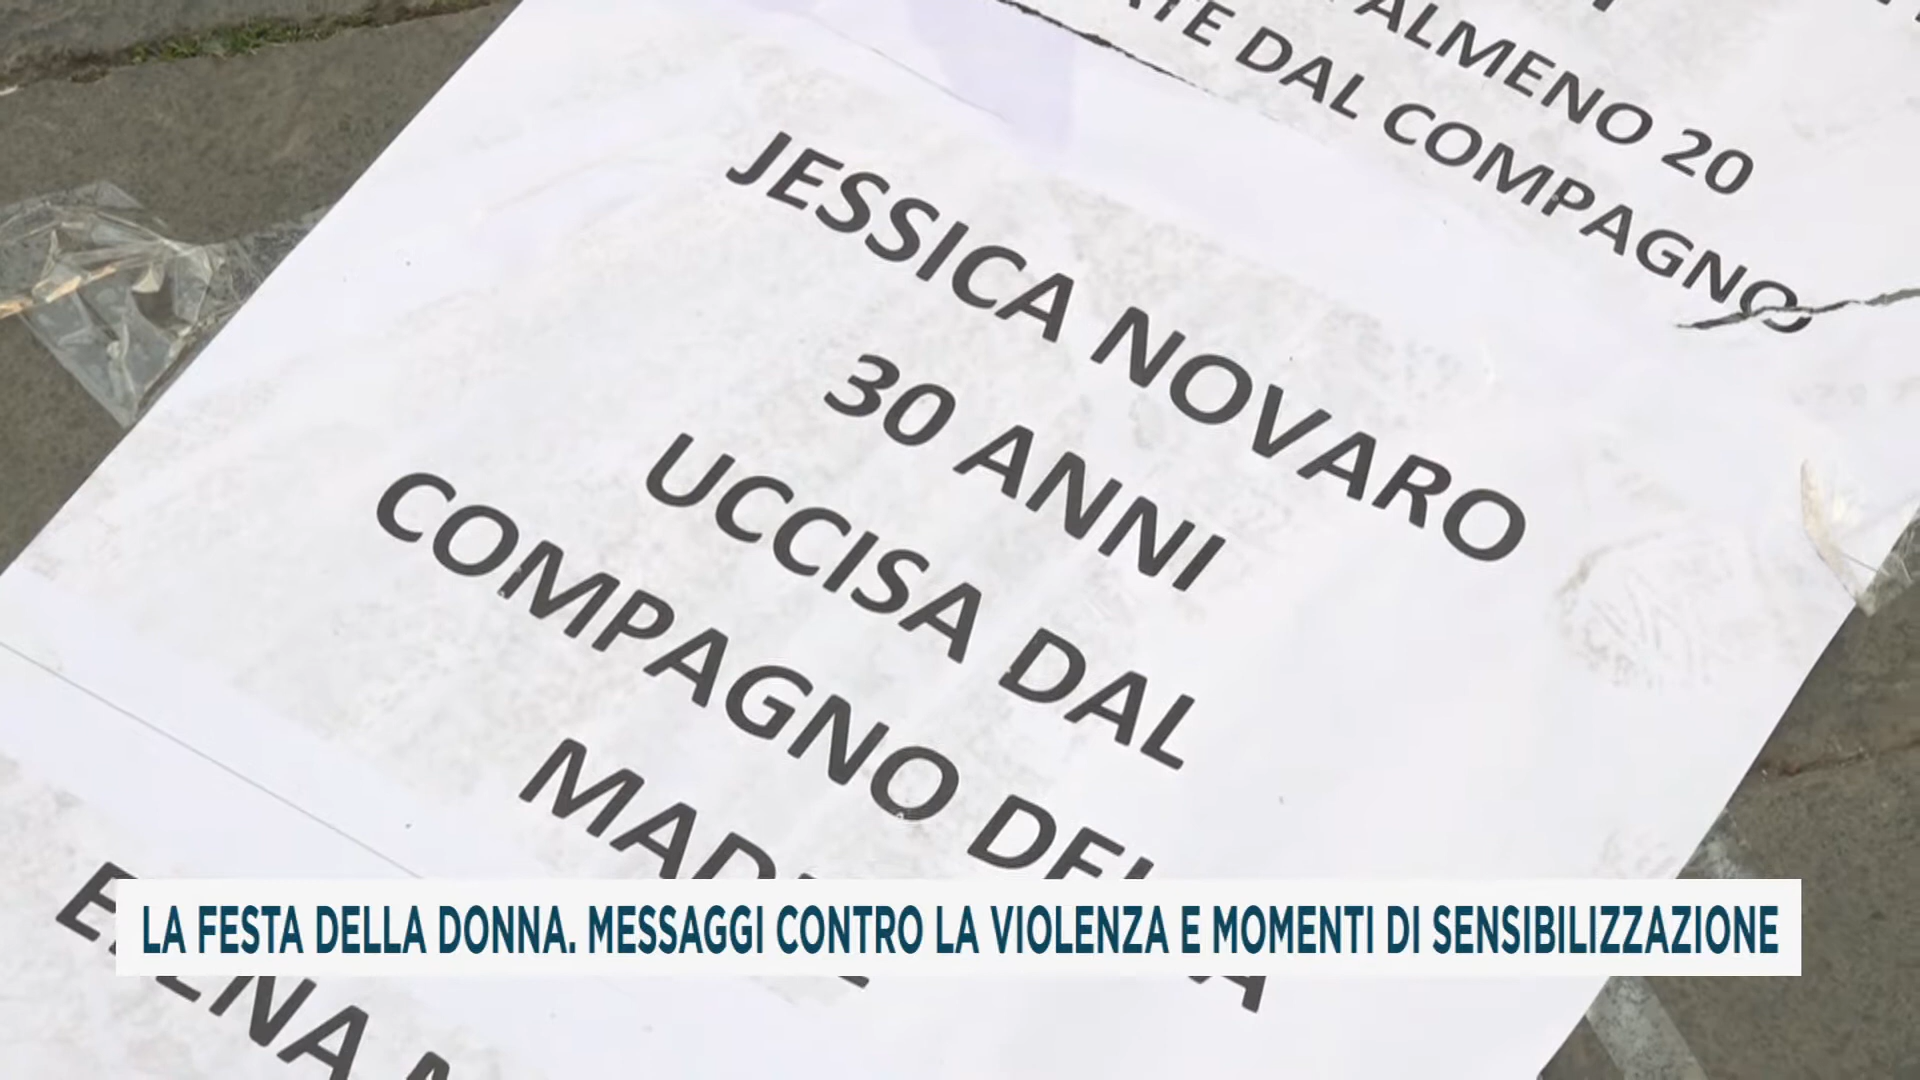 ALMENO 20
DAL COMPAGNO
JESSICA NOVARO
30 ANNI
UCCISA DAL
COMPAGNO
LA FESTA DELLA DONNA. MESSAGGI CONTRO LA VIOLENZA E MOMENTI DI SENSIBILIZZAZIONE